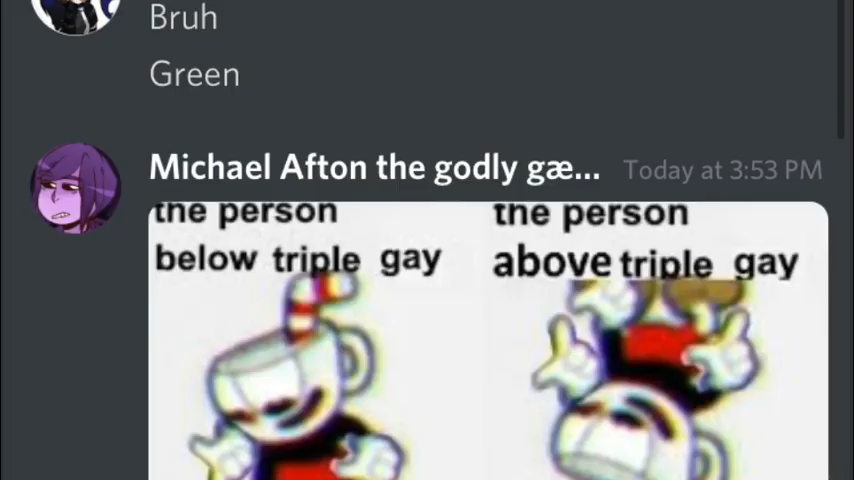 Bruh
Green
Michael Afton the godly gæ... Today at 3:53 PM
the person the person
below triple gay above triple gay